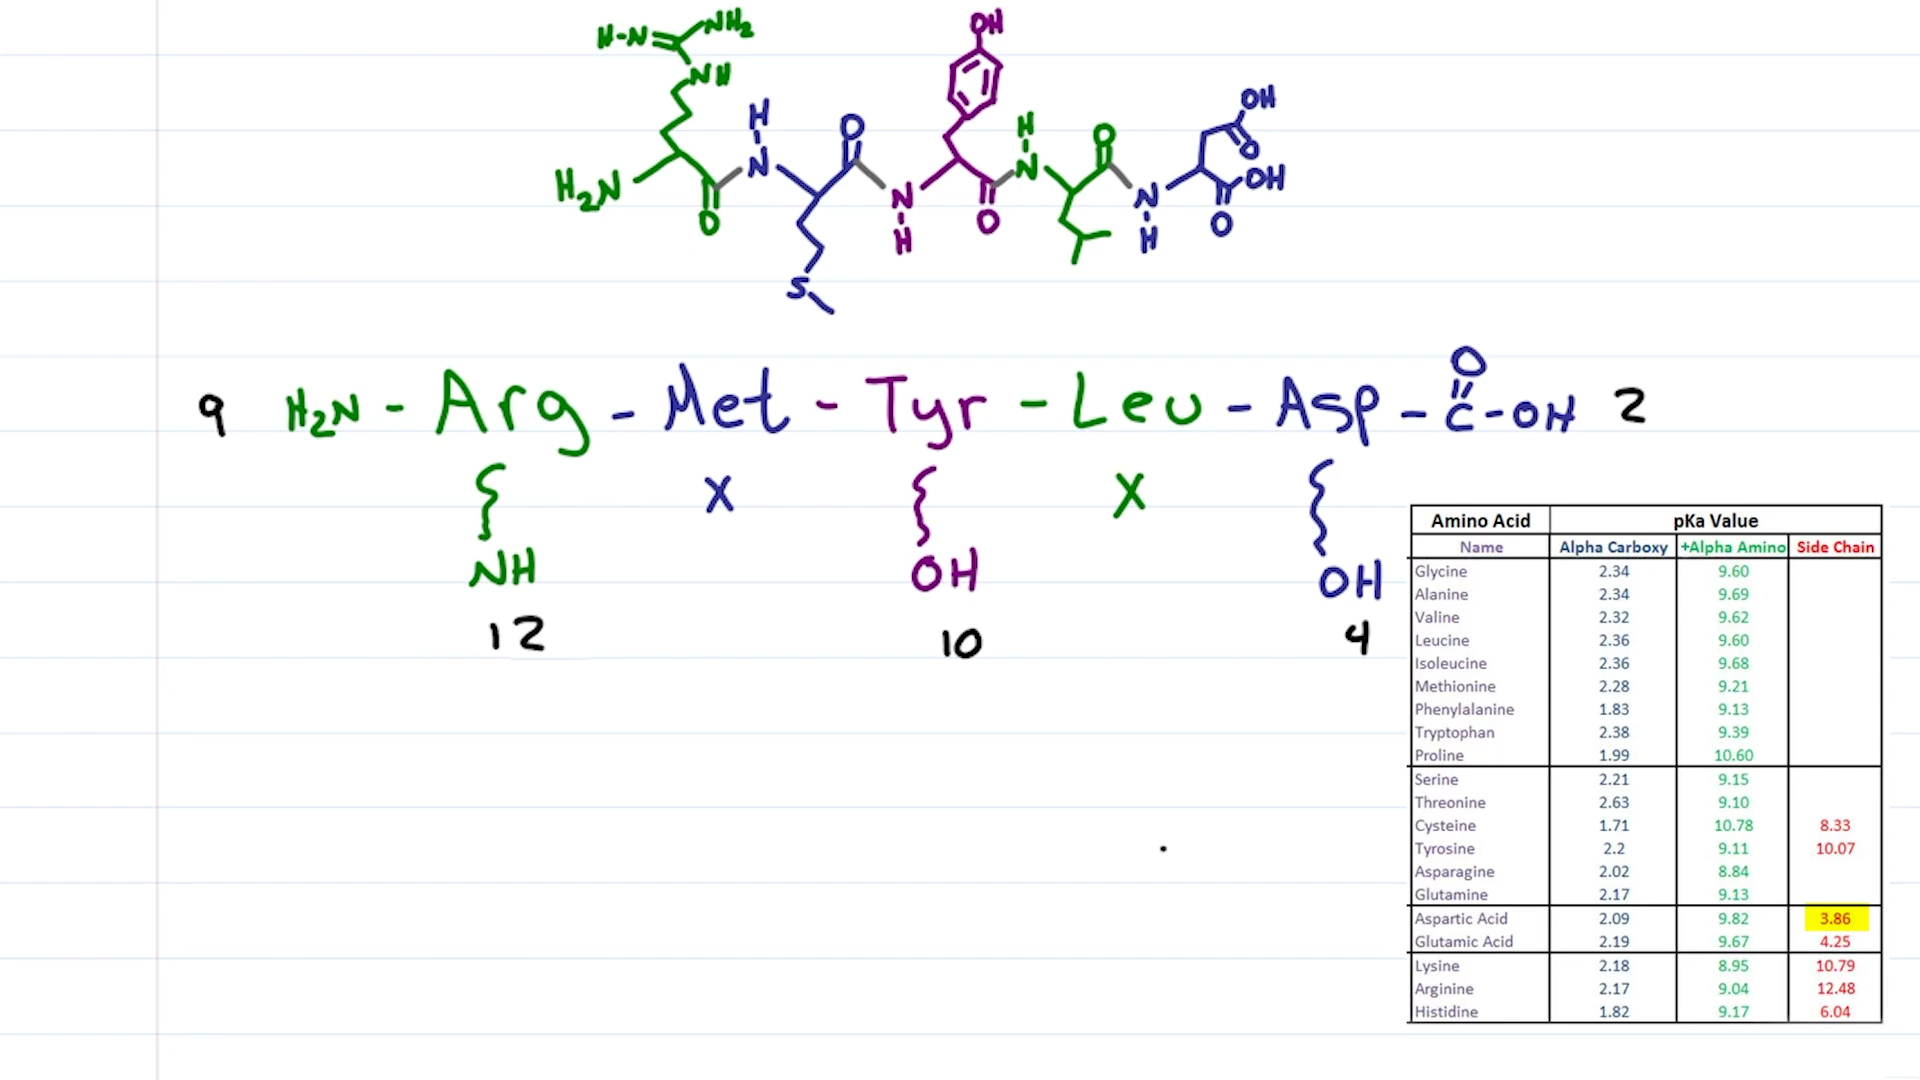 H-N NH₂
NH
OH
H
N
O
H
N
O
OH
O
OH
H₂N
O
N
H
O
N
H
O
S
9 H₂N - Arg - Met - Tyr - Leu - Asp - C - OH 2
O
X X
NH OH OH
12 10 4
Amino Acid pKa Value
Name Alpha Carboxy +Alpha Amino Side Chain
Glycine 2.34 9.60
Alanine 2.34 9.69
Valine 2.32 9.62
Leucine 2.36 9.60
Isoleucine 2.36 9.68
Methionine 2.28 9.21
Phenylalanine 1.83 9.13
Tryptophan 2.38 9.39
Proline 1.99 10.60
Serine 2.21 9.15
Threonine 2.63 9.10
Cysteine 1.71 10.78 8.33
Tyrosine 2.2 9.11 10.07
Asparagine 2.02 8.84
Glutamine 2.17 9.13
Aspartic Acid 2.09 9.82 3.86
Glutamic Acid 2.19 9.67 4.25
Lysine 2.18 8.95 10.79
Arginine 2.17 9.04 12.48
Histidine 1.82 9.17 6.04